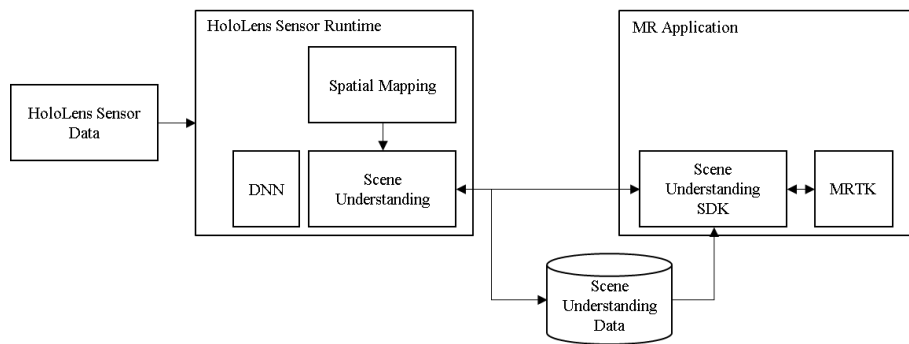 HoloLens Sensor Runtime
MR Application
Spatial Mapping
HoloLens Sensor
Data
DNN
Scene
Understanding
Scene
Understanding
SDK
MRTK
Scene
Understanding
Data